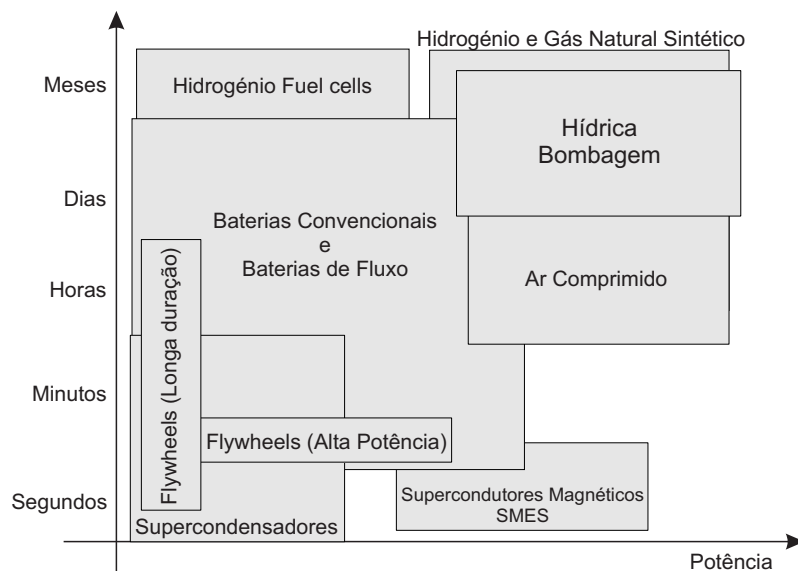 Hidrogénio e Gás Natural Sintético
Meses
Hidrogénio Fuel cells
Hídrica
Bombagem
Dias
Baterias Convencionais
e
Baterias de Fluxo
Ar Comprimido
Horas
Flywheels (Longa duração)
Minutos
Flywheels (Alta Potência)
Segundos
Supercondutores Magnéticos
SMES
Supercondensadores
Potência